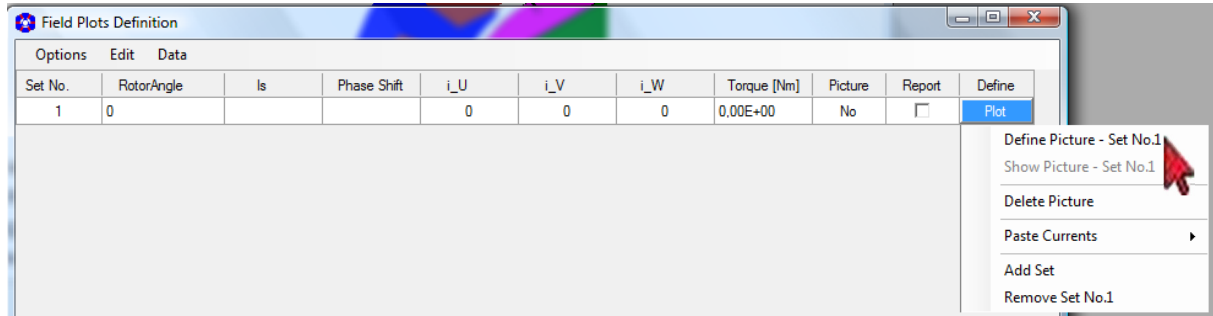 Field Plots Definition
Options Edit Data
Set No. RotorAngle Is Phase Shift i_U i_V i_W Torque [Nm] Picture Report Define
1 0 0 0 0 0,00E+00 No Plot
Define Picture - Set No.1
Show Picture - Set No.1
Delete Picture
Paste Currents
Add Set
Remove Set No.1